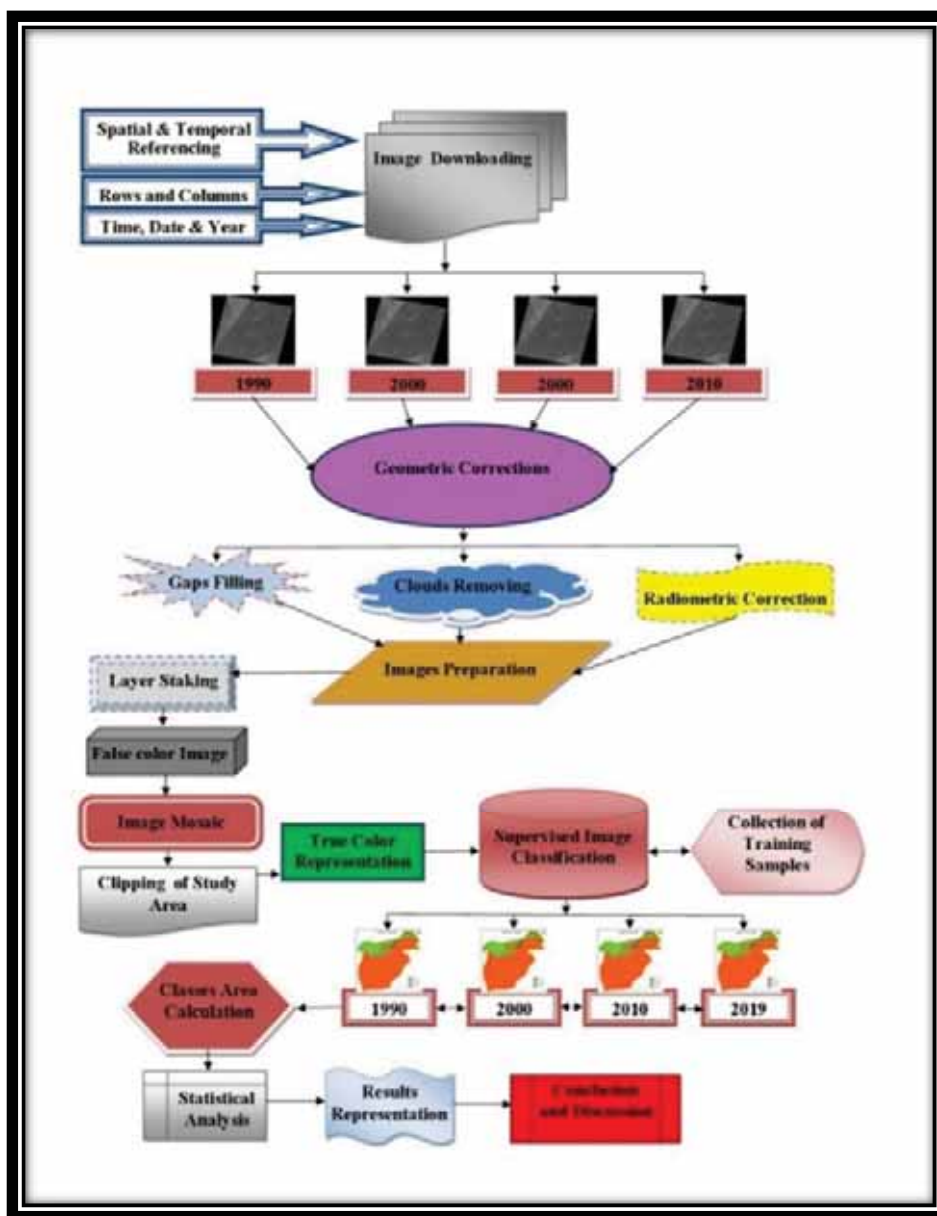 Spatial & Temporal
Referencing
Rows and Columns
Time, Date & Year
Image Downloading
1990
2000
2000
2010
Geometric Corrections
Gaps Filling
Clouds Removing
Radiometric Correction
Images Preparation
Layer Staking
False color Image
Image Mosaic
Clipping of Study
Area
True Color
Representation
Supervised Image
Classification
Collection of
Training
Samples
1990
2000
2010
2019
Classes Area
Calculation
Statistical
Analysis
Results
Representation
Conclusion
and Discussion